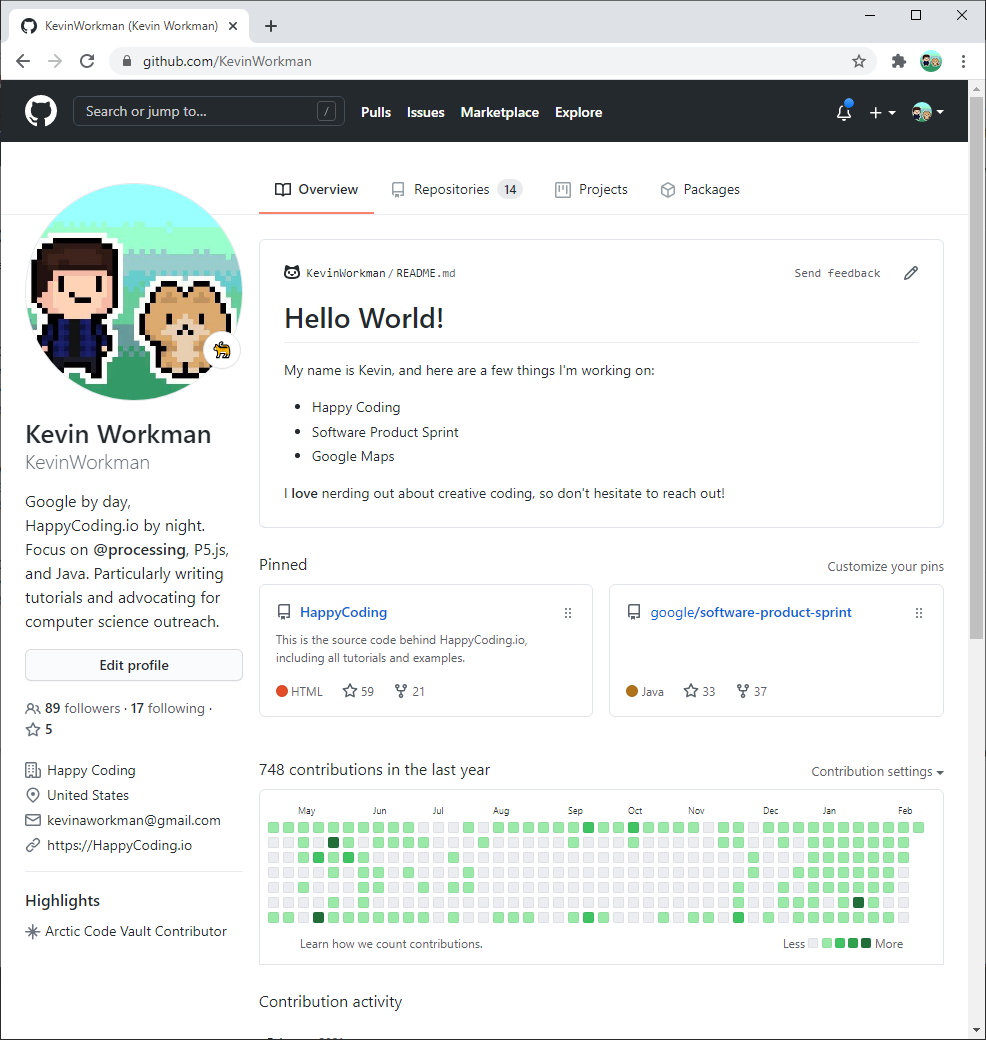 KevinWorkman (Kevin Workman)
github.com/KevinWorkman
Search or jump to... /
Pulls Issues Marketplace Explore
Overview Repositories 14 Projects Packages
KevinWorkman / README.md Send feedback
Hello World!
My name is Kevin, and here are a few things I'm working on:
• Happy Coding
• Software Product Sprint
• Google Maps
I love nerding out about creative coding, so don't hesitate to reach out!
Kevin Workman
KevinWorkman
Google by day,
HappyCoding.io by night.
Focus on @processing, P5.js,
and Java. Particularly writing
tutorials and advocating for
computer science outreach.
Edit profile
89 followers · 17 following ·
5
Happy Coding
United States
kevinaworkman@gmail.com
https://HappyCoding.io
Highlights
Arctic Code Vault Contributor
Pinned Customize your pins
HappyCoding
This is the source code behind HappyCoding.io,
including all tutorials and examples.
HTML 59 21
google/software-product-sprint
Java 33 37
748 contributions in the last year Contribution settings
May Jun Jul Aug Sep Oct Nov Dec Jan Feb
Learn how we count contributions. Less More
Contribution activity